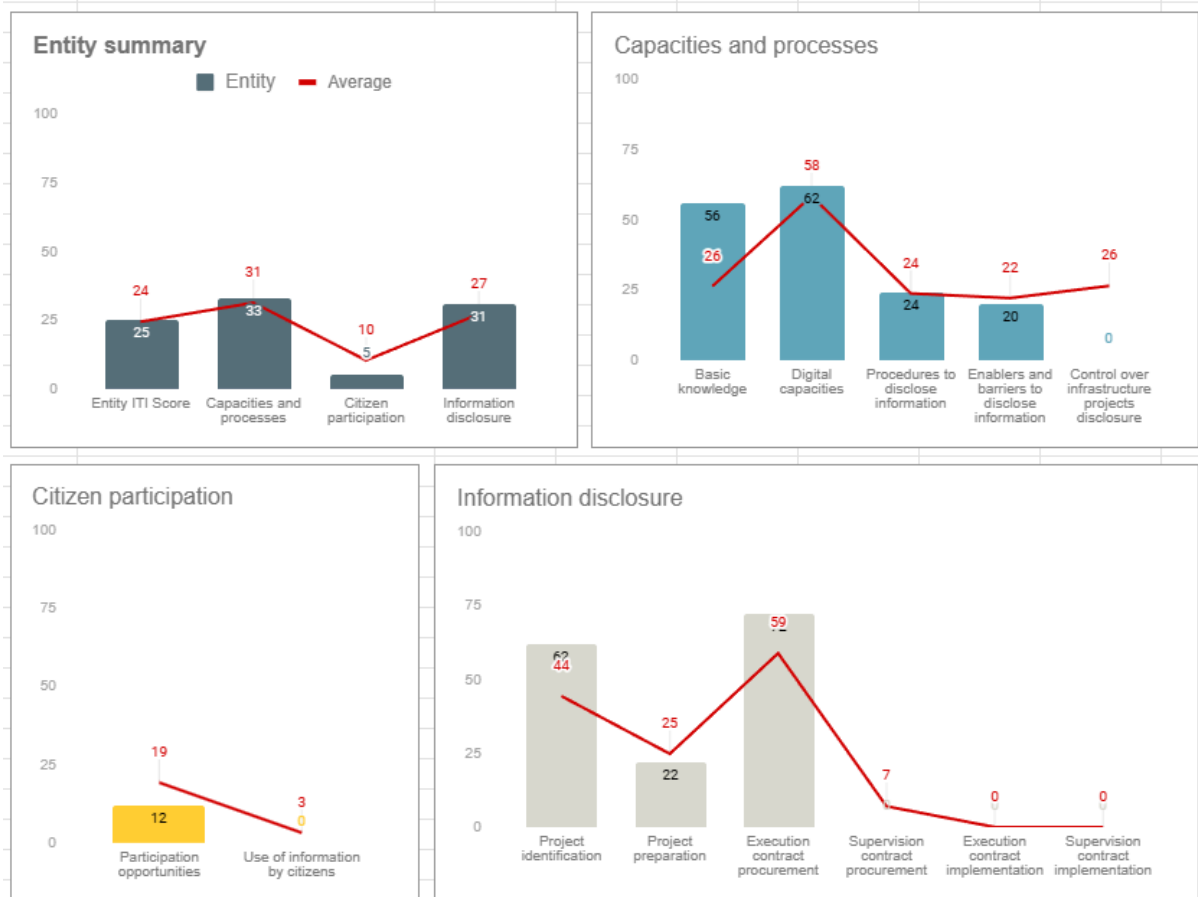 Entity summary
Entity
Average
100
75
50
25
0
24
31
10
27
25
33
5
31
Entity ITI Score
Capacities and
processes
Citizen
participation
Information
disclosure
Capacities and processes
100
75
50
25
0
58
56
62
26
24
22
26
24
20
0
Basic
knowledge
Digital
capacities
Procedures to
disclose
information
Enablers and
barriers to
disclose
information
Control over
infrastructure
projects
disclosure
Citizen participation
100
75
50
25
0
19
12
3
0
Participation
opportunities
Use of information
by citizens
Information disclosure
100
75
50
25
0
62
44
25
22
59
7
0
0
0
Project
identification
Project
preparation
Execution
contract
procurement
Supervision
contract
procurement
Execution
contract
implementation
Supervision
contract
implementation